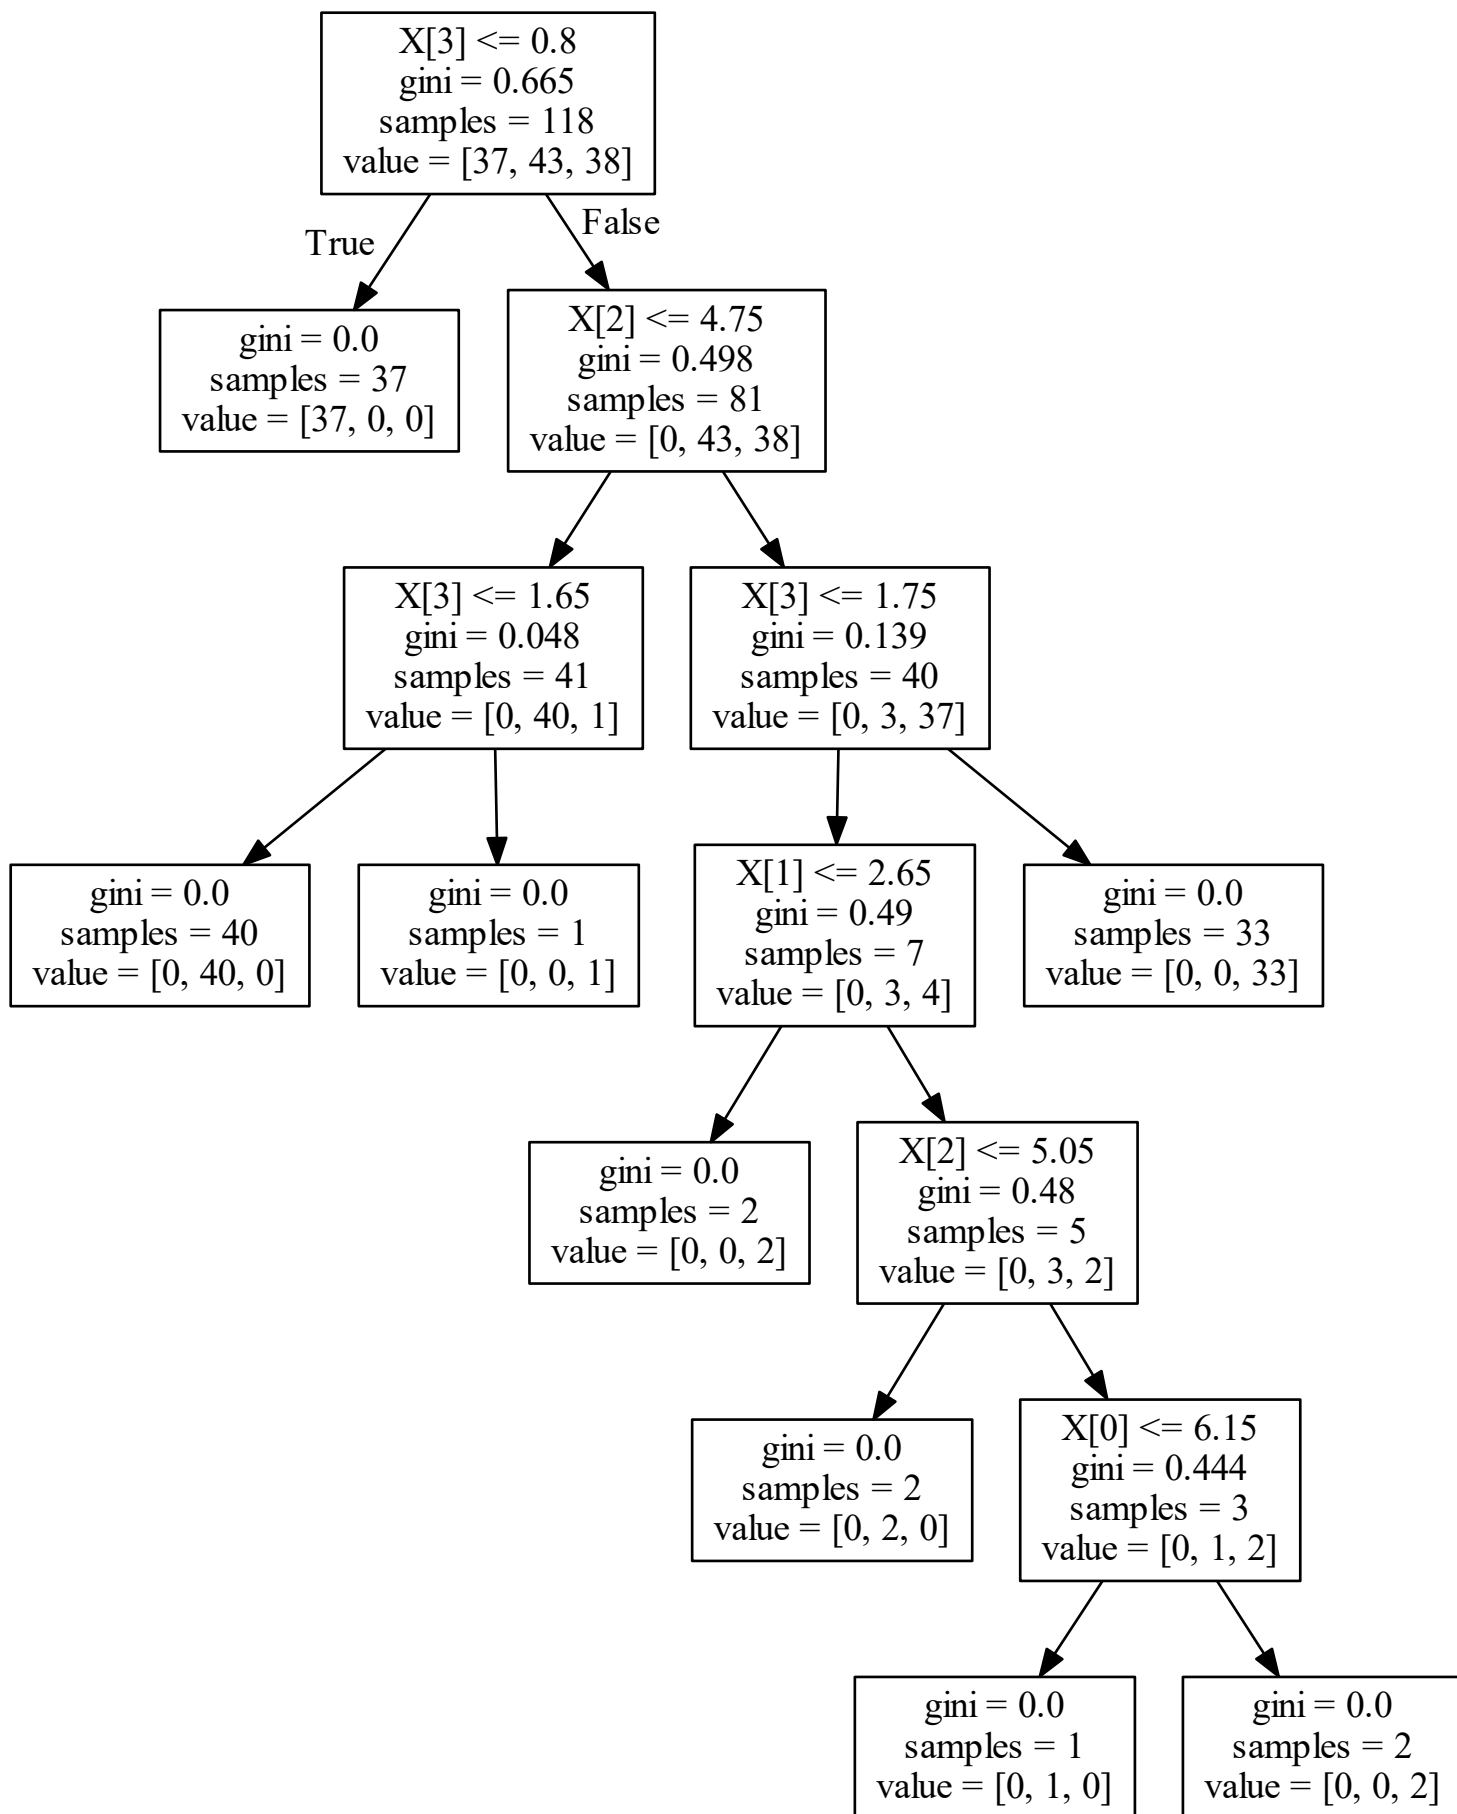 X[3] <= 0.8
gini = 0.665
samples = 118
value = [37, 43, 38]
True
False
gini = 0.0
samples = 37
value = [37, 0, 0]
X[2] <= 4.75
gini = 0.498
samples = 81
value = [0, 43, 38]
X[3] <= 1.65
gini = 0.048
samples = 41
value = [0, 40, 1]
X[3] <= 1.75
gini = 0.139
samples = 40
value = [0, 3, 37]
gini = 0.0
samples = 40
value = [0, 40, 0]
gini = 0.0
samples = 1
value = [0, 0, 1]
X[1] <= 2.65
gini = 0.49
samples = 7
value = [0, 3, 4]
gini = 0.0
samples = 33
value = [0, 0, 33]
gini = 0.0
samples = 2
value = [0, 0, 2]
X[2] <= 5.05
gini = 0.48
samples = 5
value = [0, 3, 2]
gini = 0.0
samples = 2
value = [0, 2, 0]
X[0] <= 6.15
gini = 0.444
samples = 3
value = [0, 1, 2]
gini = 0.0
samples = 1
value = [0, 1, 0]
gini = 0.0
samples = 2
value = [0, 0, 2]